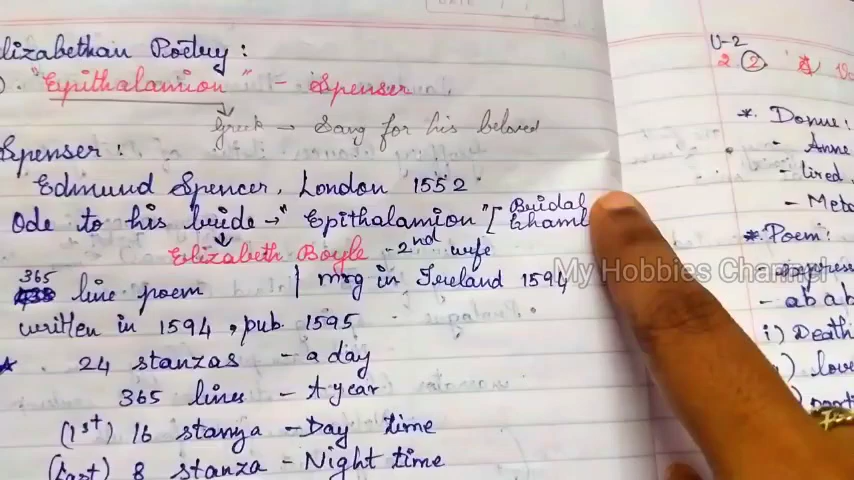 Elizabethan Poetry :
"Epithalamion" - Spenser
Greek → Song for his beloved
Spenser :
Edmund Spencer, London 1552
Ode to his bride → "Epithalamion" [ Bridal
Chamb
Elizabeth Boyle - 2nd wife
365 line poem | mrg in Ireland 1594
written in 1594, pub. 1595
24 stanzas - a day
365 lines - A year
(1st) 16 stanza - Day time
(Last) 8 stanza - Night time
My Hobbies Channel
U-2
2 2
* Donne :
- Anne
- lired
- Meta
* Poem :
- express
- a b a b
i) Death
) love